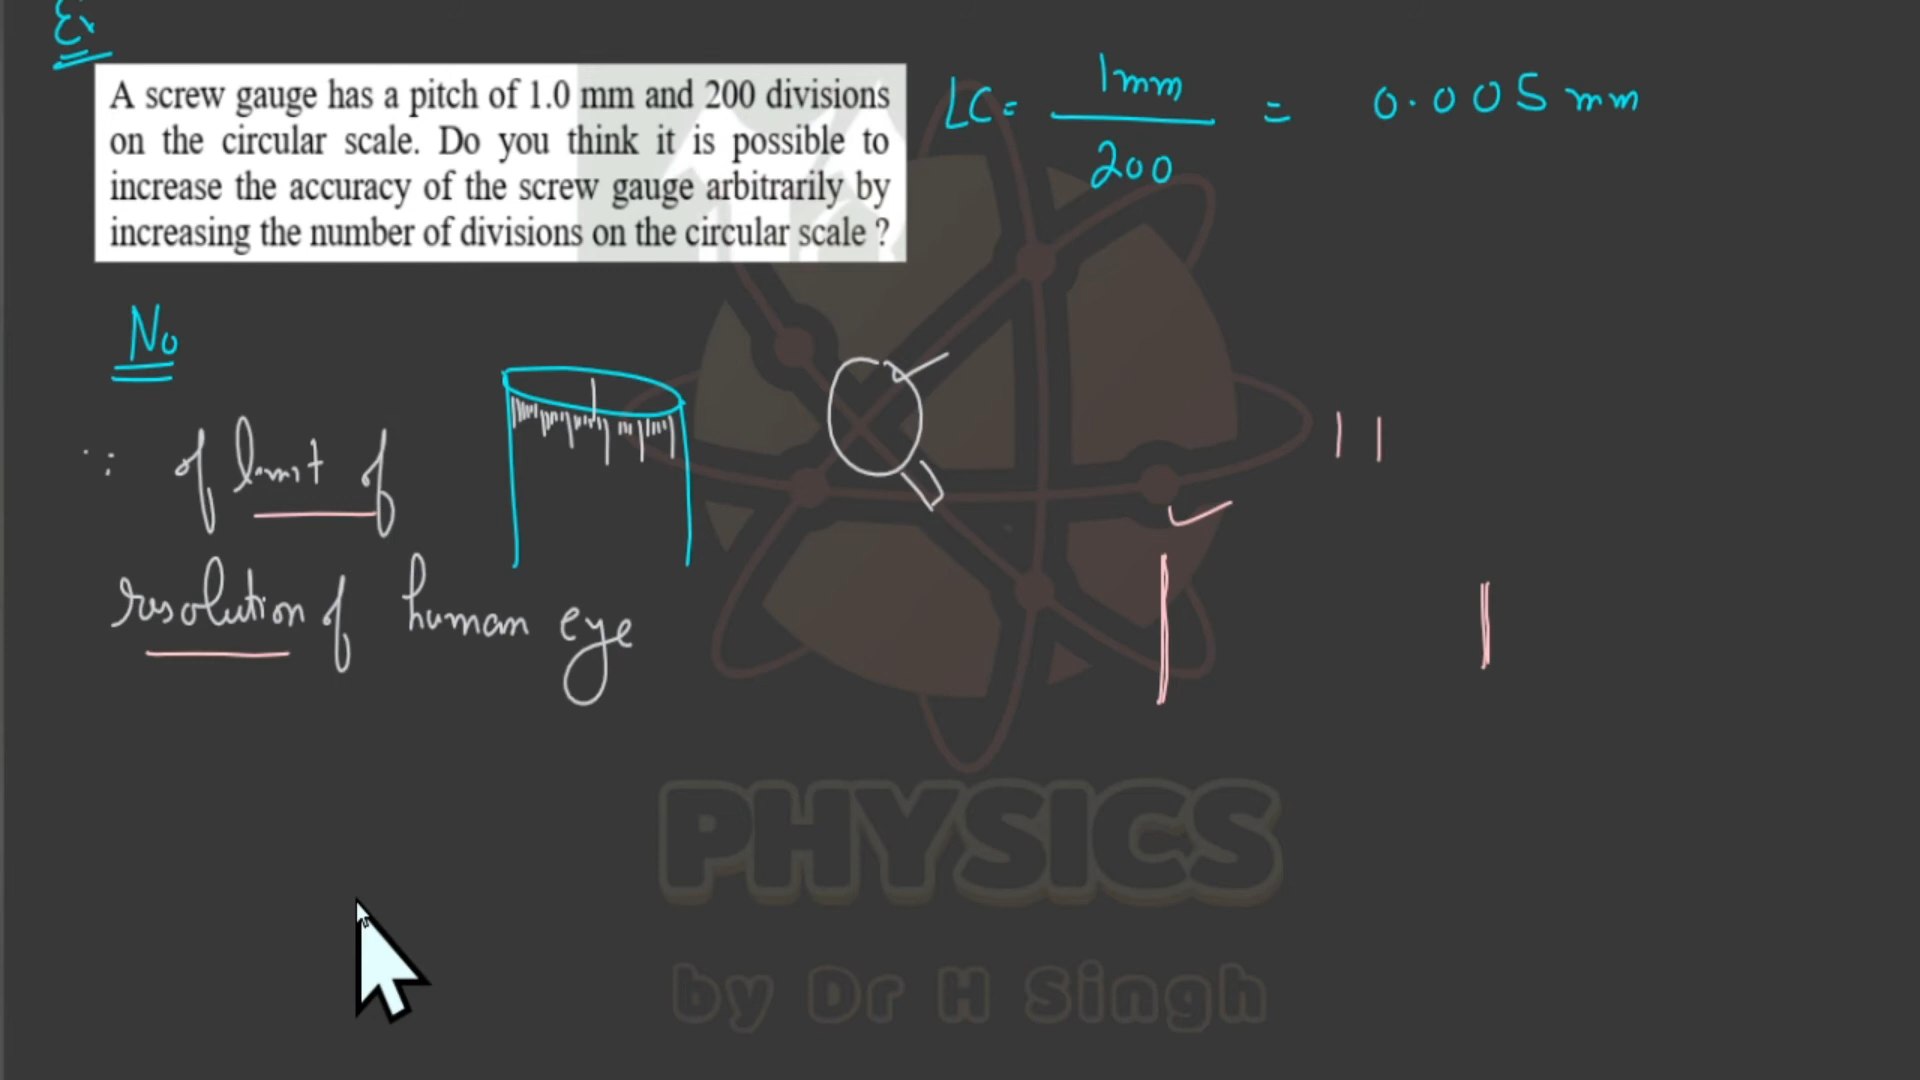 Ex
A screw gauge has a pitch of 1.0 mm and 200 divisions
on the circular scale. Do you think it is possible to
increase the accuracy of the screw gauge arbitrarily by
increasing the number of divisions on the circular scale ?
LC = 1mm / 200 = 0.005 mm
No
∵ of limit of
resolution of human eye
PHYSICS
by Dr H Singh